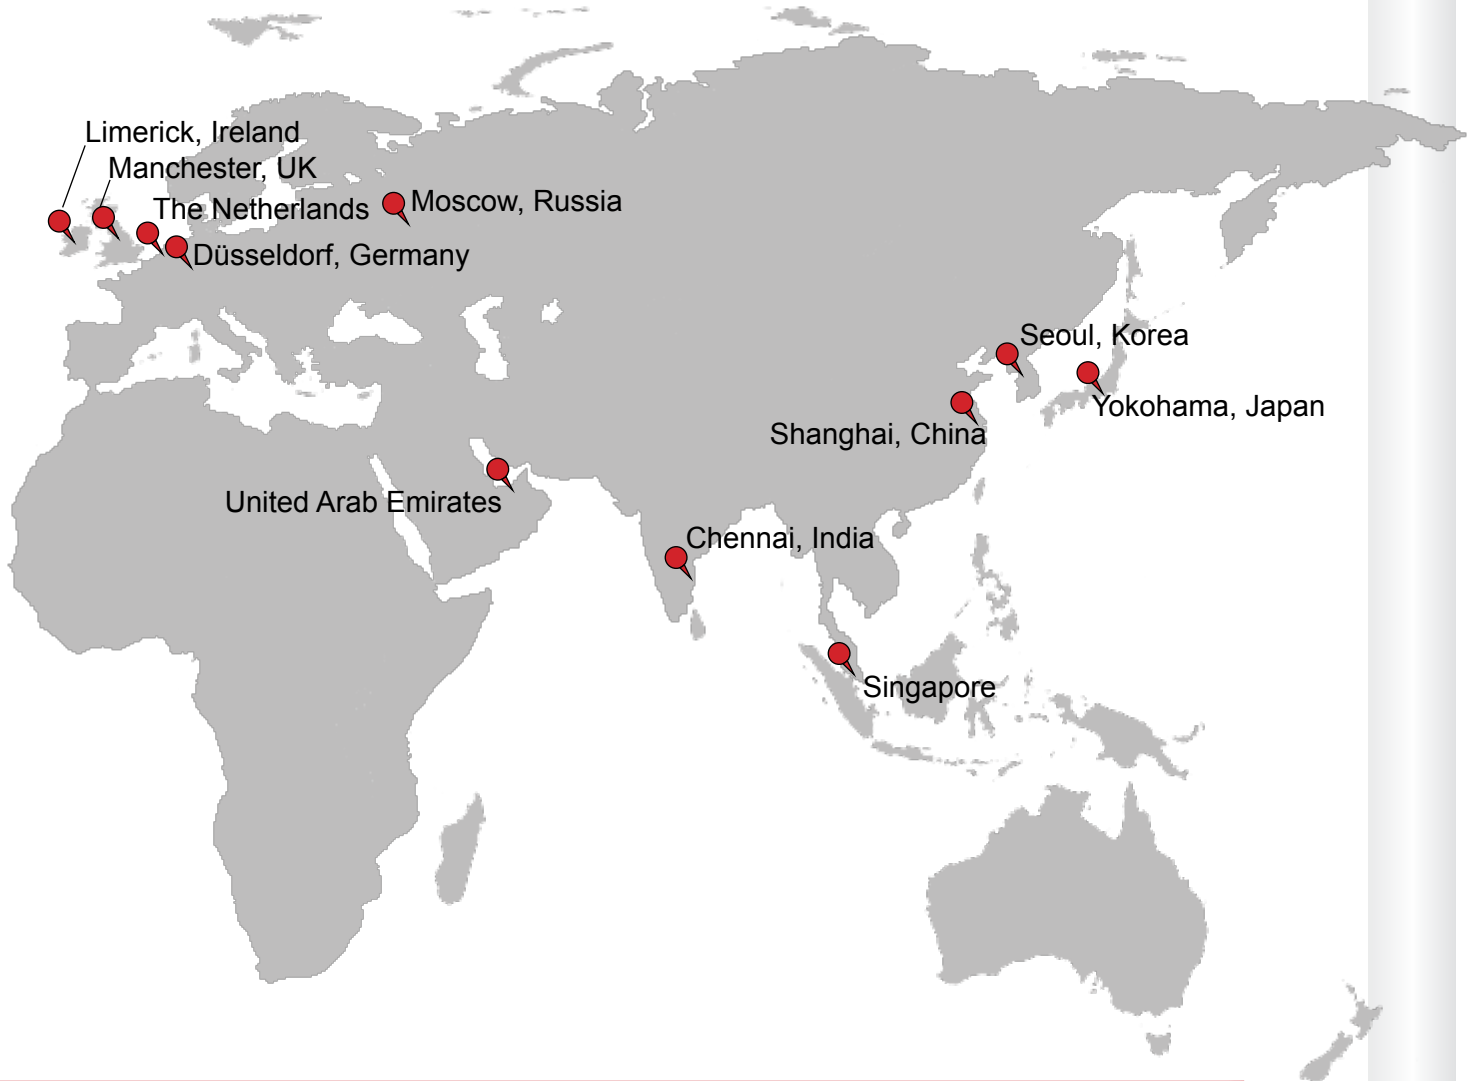 Limerick, Ireland
Manchester, UK
The Netherlands
Moscow, Russia
Düsseldorf, Germany
Seoul, Korea
Yokohama, Japan
Shanghai, China
United Arab Emirates
Chennai, India
Singapore